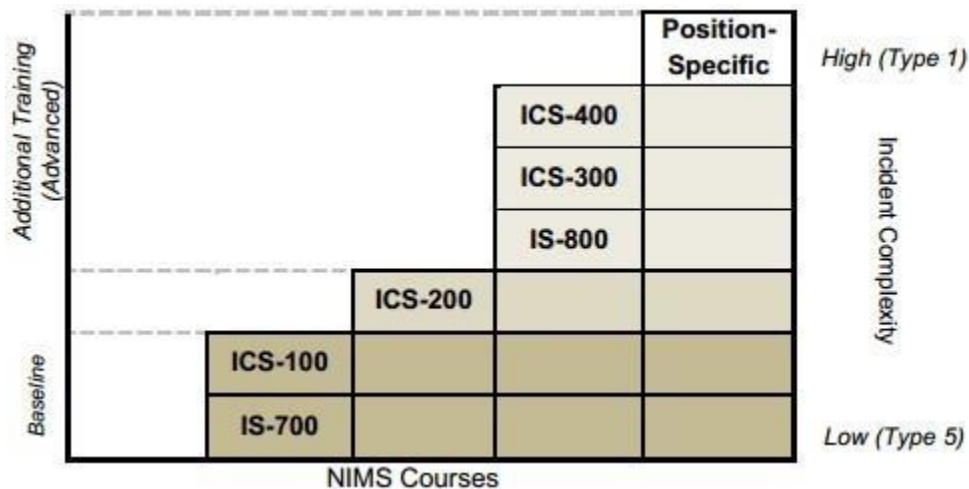 Additional Training
(Advanced)
Baseline
Position-
Specific
ICS-400
ICS-300
IS-800
ICS-200
ICS-100
IS-700
NIMS Courses
High (Type 1)
Incident Complexity
Low (Type 5)